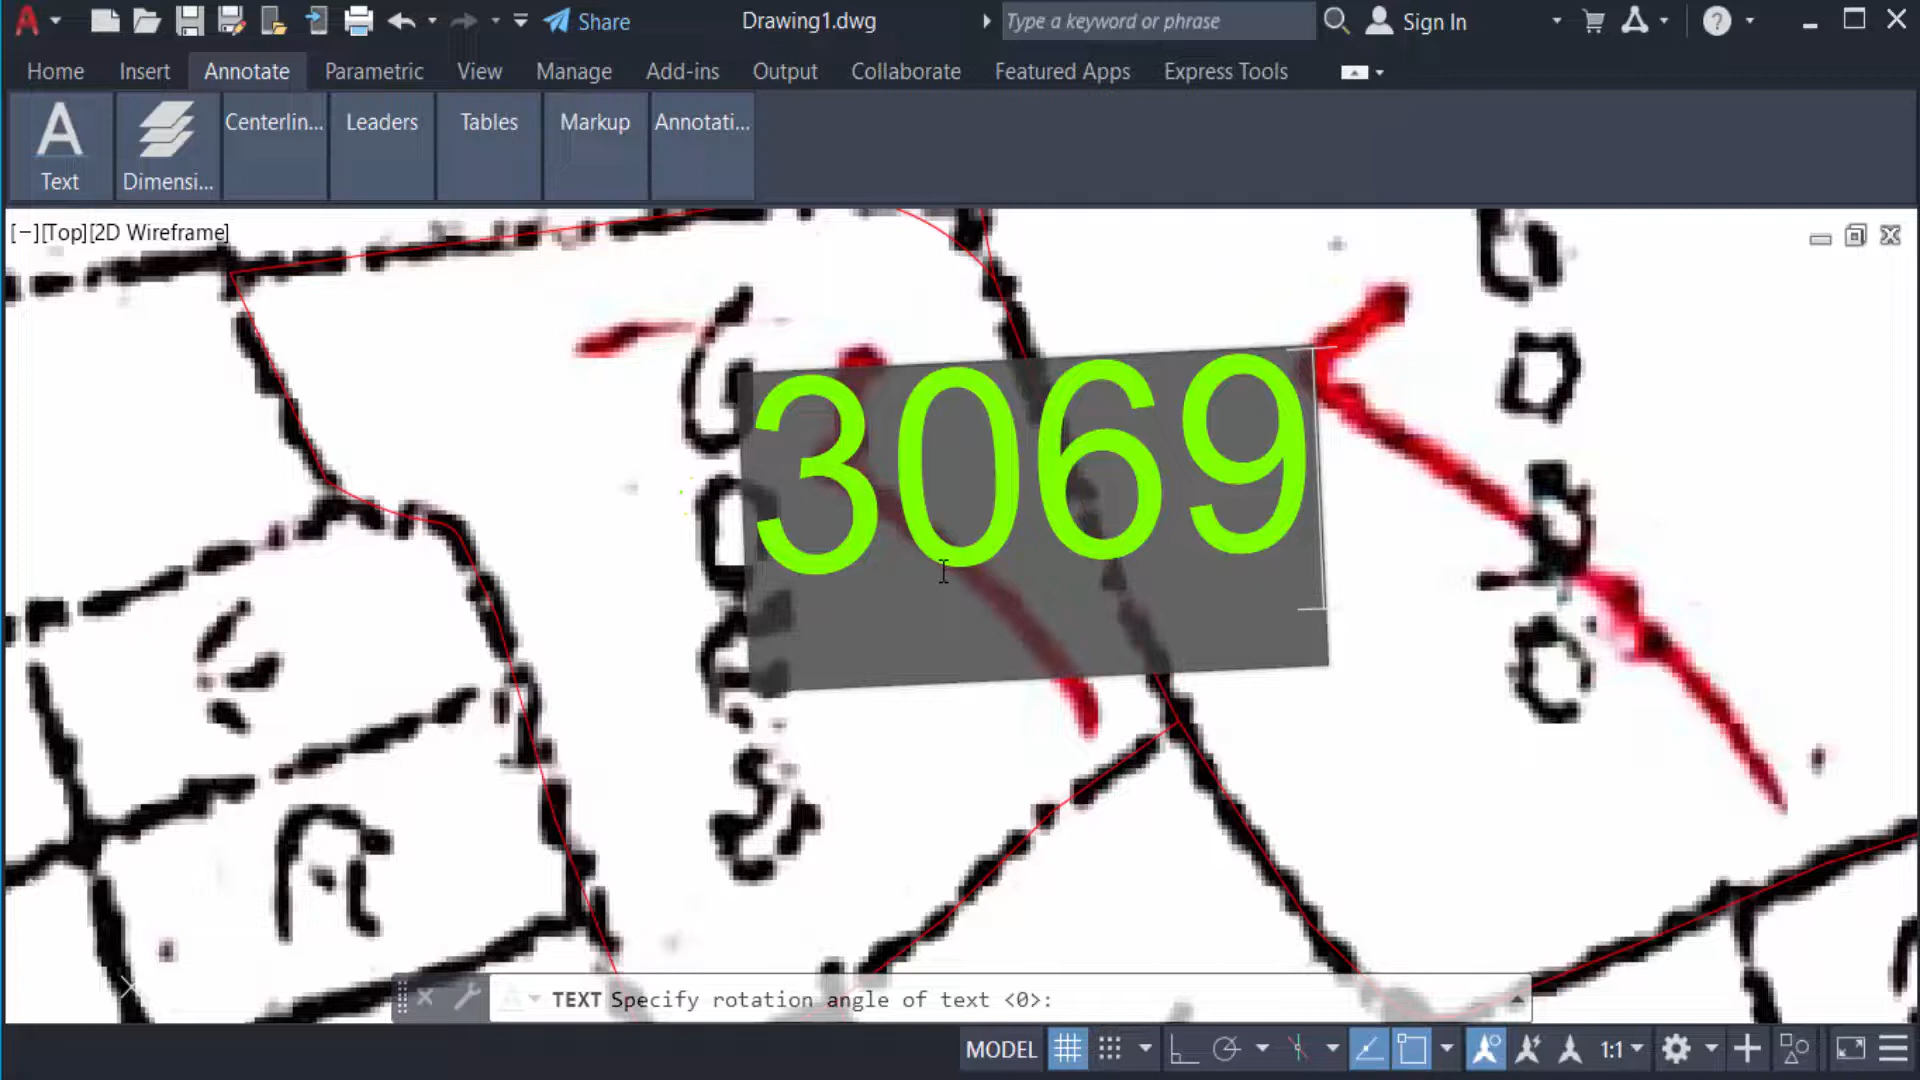 Share
Drawing1.dwg
Type a keyword or phrase
Sign In
Home
Insert
Annotate
Parametric
View
Manage
Add-ins
Output
Collaborate
Featured Apps
Express Tools
Text
Dimensi...
Centerlin...
Leaders
Tables
Markup
Annotati...
[−][Top][2D Wireframe]
3069
TEXT Specify rotation angle of text <0>:
MODEL
1:1